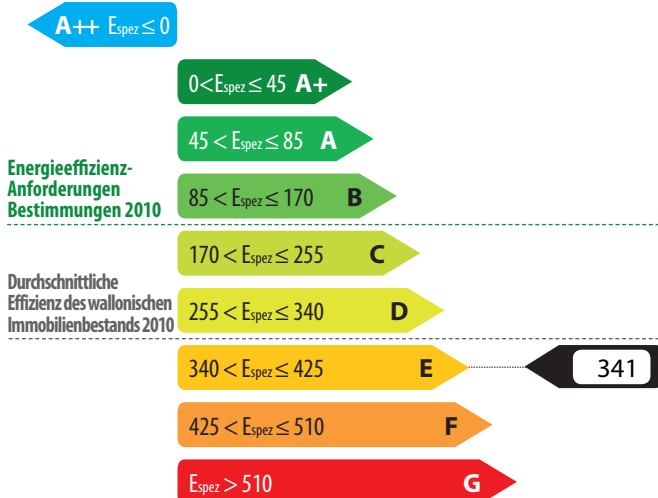 A++ Espez ≤ 0
0<Espez ≤ 45 A+
45 < Espez ≤ 85 A
Energieeffizienz-
Anforderungen
Bestimmungen 2010
85 < Espez ≤ 170 B
170 < Espez ≤ 255 C
Durchschnittliche
Effizienz des wallonischen
Immobilienbestands 2010
255 < Espez ≤ 340 D
340 < Espez ≤ 425 E
341
425 < Espez ≤ 510 F
Espez > 510 G